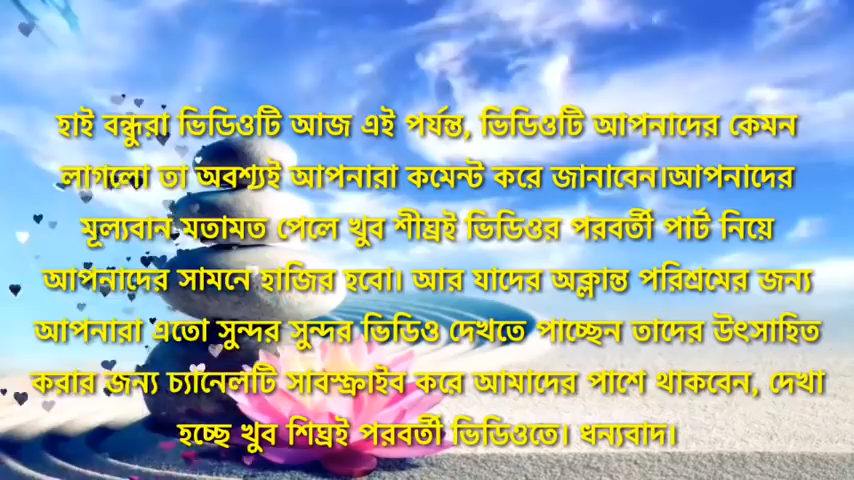 হাই বন্ধুরা ভিডিওটি আজ এই পর্যন্ত, ভিডিওটি আপনাদের কেমন
লাগলো তা অবশ্যই আপনারা কমেন্ট করে জানাবেন।আপনাদের
মূল্যবান মতামত পেলে খুব শীঘ্রই ভিডিওর পরবর্তী পার্ট নিয়ে
আপনাদের সামনে হাজির হবো। আর যাদের অক্লান্ত পরিশ্রমের জন্য
আপনারা এতো সুন্দর সুন্দর ভিডিও দেখতে পাচ্ছেন তাদের উৎসাহিত
করার জন্য চ্যানেলটি সাবস্ক্রাইব করে আমাদের পাশে থাকবেন, দেখা
হচ্ছে খুব শিঘ্রই পরবর্তী ভিডিওতে। ধন্যবাদ।